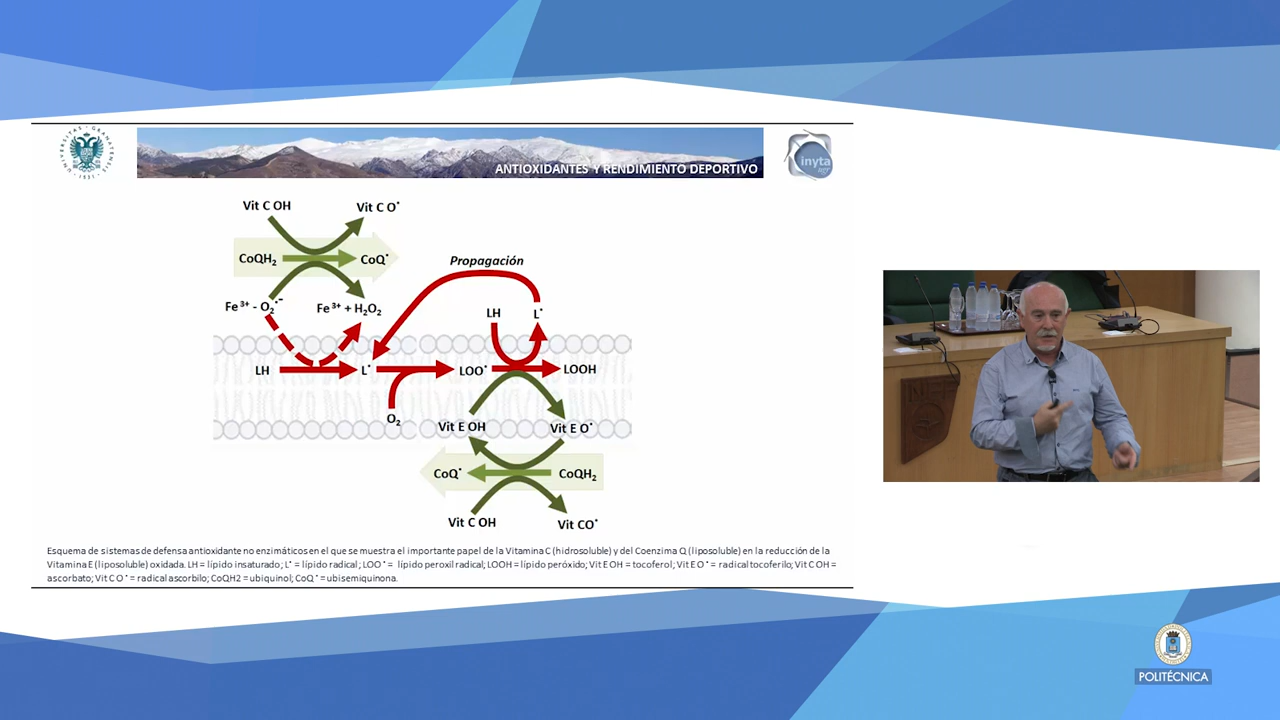 ANTIOXIDANTES Y RENDIMIENTO DEPORTIVO
inyta
Vit C OH
Vit C O•
CoQH2
CoQ•
Propagación
Fe3+ - O2•-
Fe3+ + H2O2
LH
L•
LH
L•
LOO•
LOOH
O2
Vit E OH
Vit E O•
CoQ•
CoQH2
Vit C OH
Vit CO•
Esquema de sistemas de defensa antioxidante no enzimáticos en el que se muestra el importante papel de la Vitamina C (hidrosoluble) y del Coenzima Q (liposoluble) en la reducción de la
Vitamina E (liposoluble) oxidada. LH = lípido insaturado; L• = lípido radical; LOO• = lípido peroxil radical; LOOH = lípido peróxido; Vit E OH = tocoferol; Vit E O• = radical tocoferilo; Vit C OH =
ascorbato; Vit C O • = radical ascorbilo; CoQH2 = ubiquinol; CoQ • = ubisemiquinona.
POLITÉCNICA